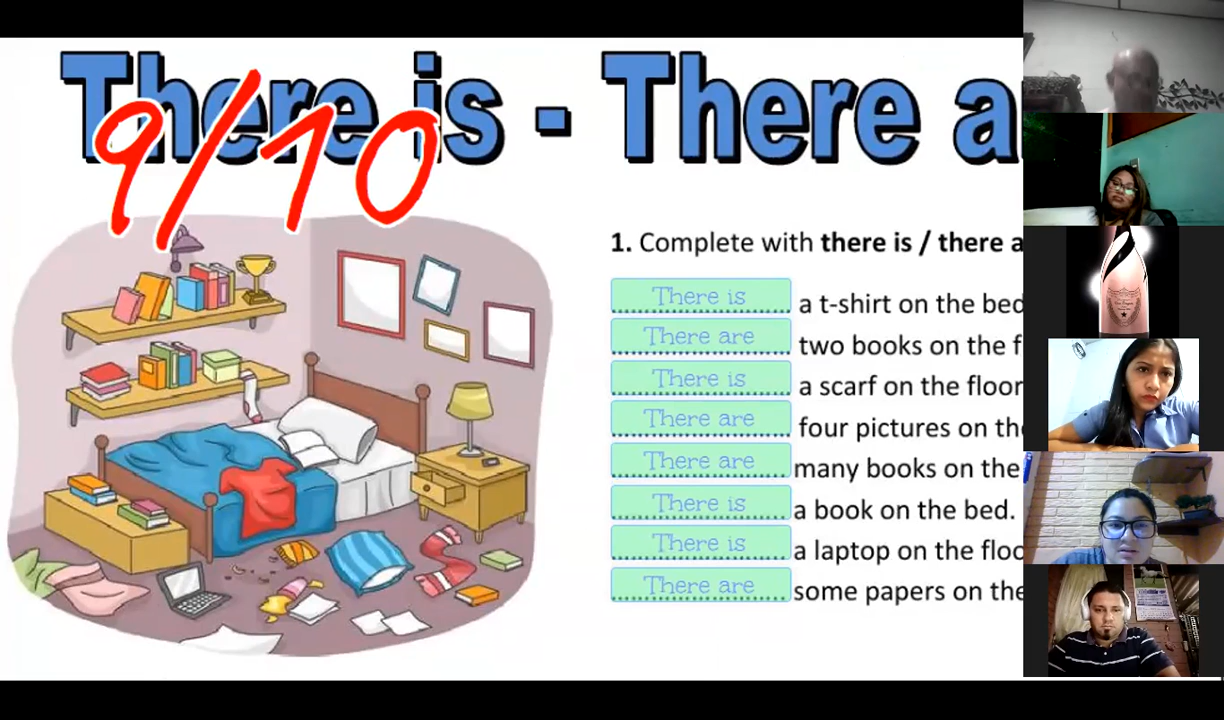 There is - There a
9/10
1. Complete with there is / there a
There is a t-shirt on the bed
There are two books on the f
There is a scarf on the floor
There are four pictures on the
There are many books on the
There is a book on the bed.
There is a laptop on the floo
There are some papers on the